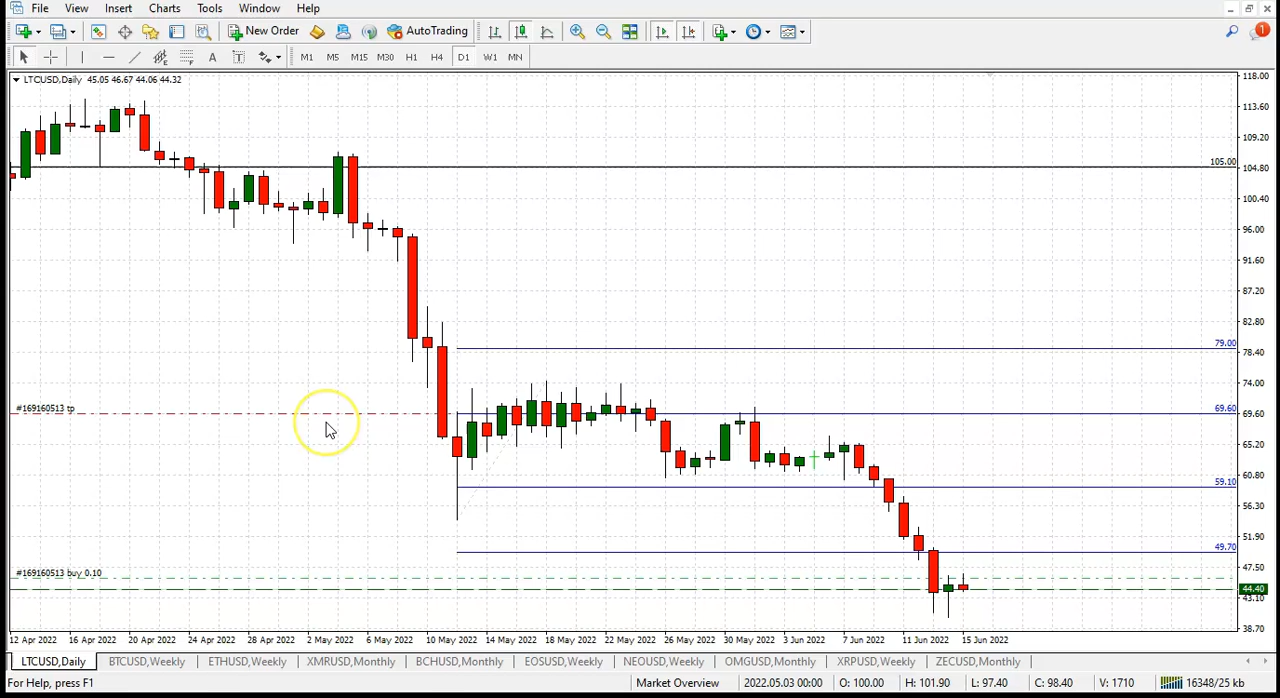 File View Insert Charts Tools Window Help
New Order AutoTrading 1
A T M1 M5 M15 M30 H1 H4 D1 W1 MN
LTCUSD,Daily 45.05 46.67 44.06 44.32
118.00
113.60
109.20
105.00
104.80
100.40
96.00
91.60
87.20
82.80
79.00
78.40
74.00
#169160513 tp
69.60
69.60
65.20
60.80
59.10
56.30
51.90
49.70
47.50
#169160513 buy 0.10
44.40
43.10
38.70
12 Apr 2022 16 Apr 2022 20 Apr 2022 24 Apr 2022 28 Apr 2022 2 May 2022 6 May 2022 10 May 2022 14 May 2022 18 May 2022 22 May 2022 26 May 2022 30 May 2022 3 Jun 2022 7 Jun 2022 11 Jun 2022 15 Jun 2022
LTCUSD,Daily BTCUSD,Weekly ETHUSD,Weekly XMRUSD,Monthly BCHUSD,Monthly EOSUSD,Weekly NEOUSD,Weekly OMGUSD,Monthly XRPUSD,Weekly ZECUSD,Monthly
For Help, press F1 Market Overview 2022.05.03 00:00 O: 100.00 H: 101.90 L: 97.40 C: 98.40 V: 1710 16348/25 kb